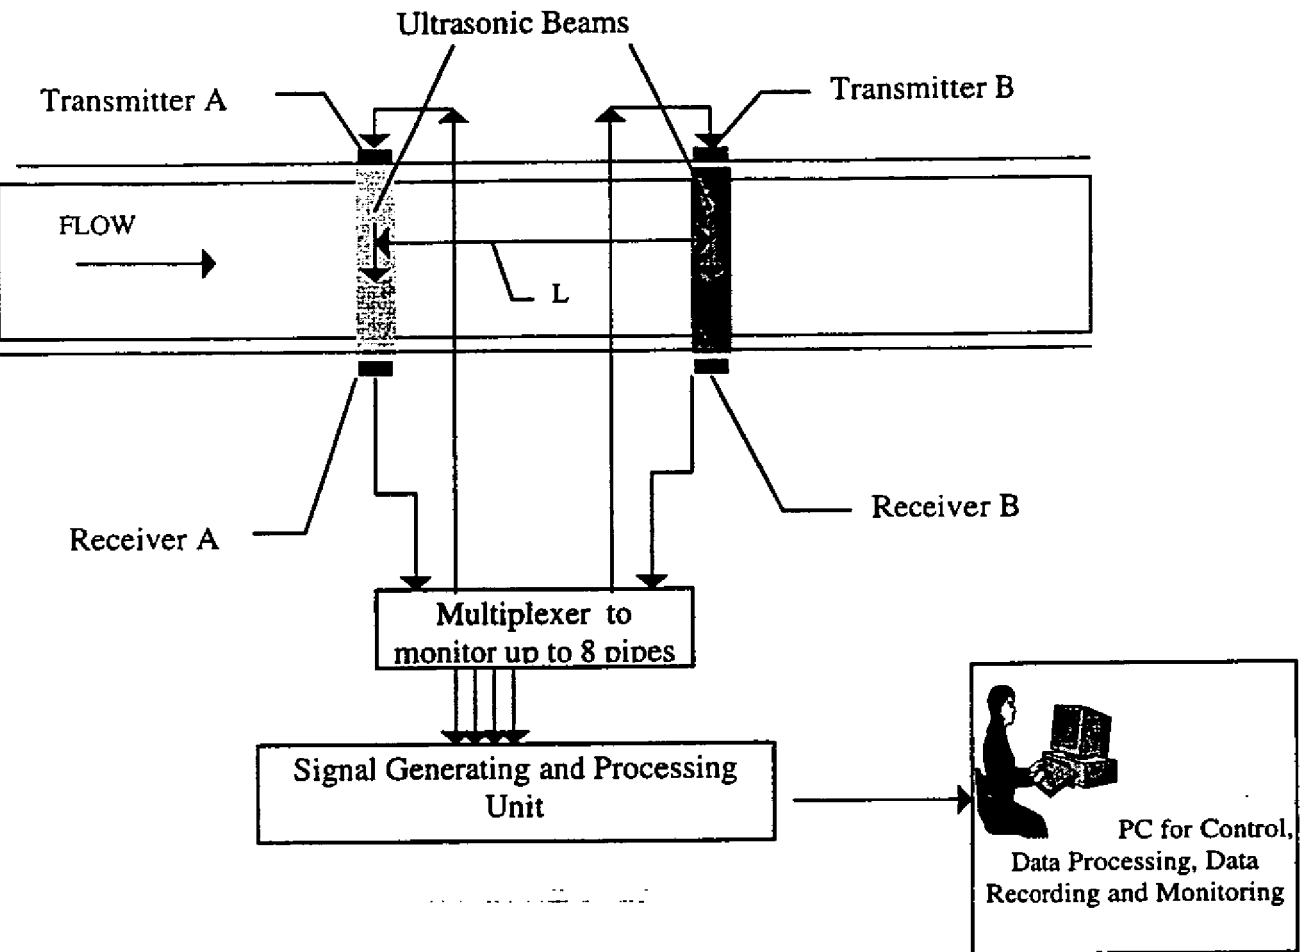 Ultrasonic Beams
Transmitter A
Transmitter B
FLOW
L
Receiver A
Receiver B
Multiplexer to
monitor up to 8 pipes
Signal Generating and Processing
Unit
PC for Control,
Data Processing, Data
Recording and Monitoring